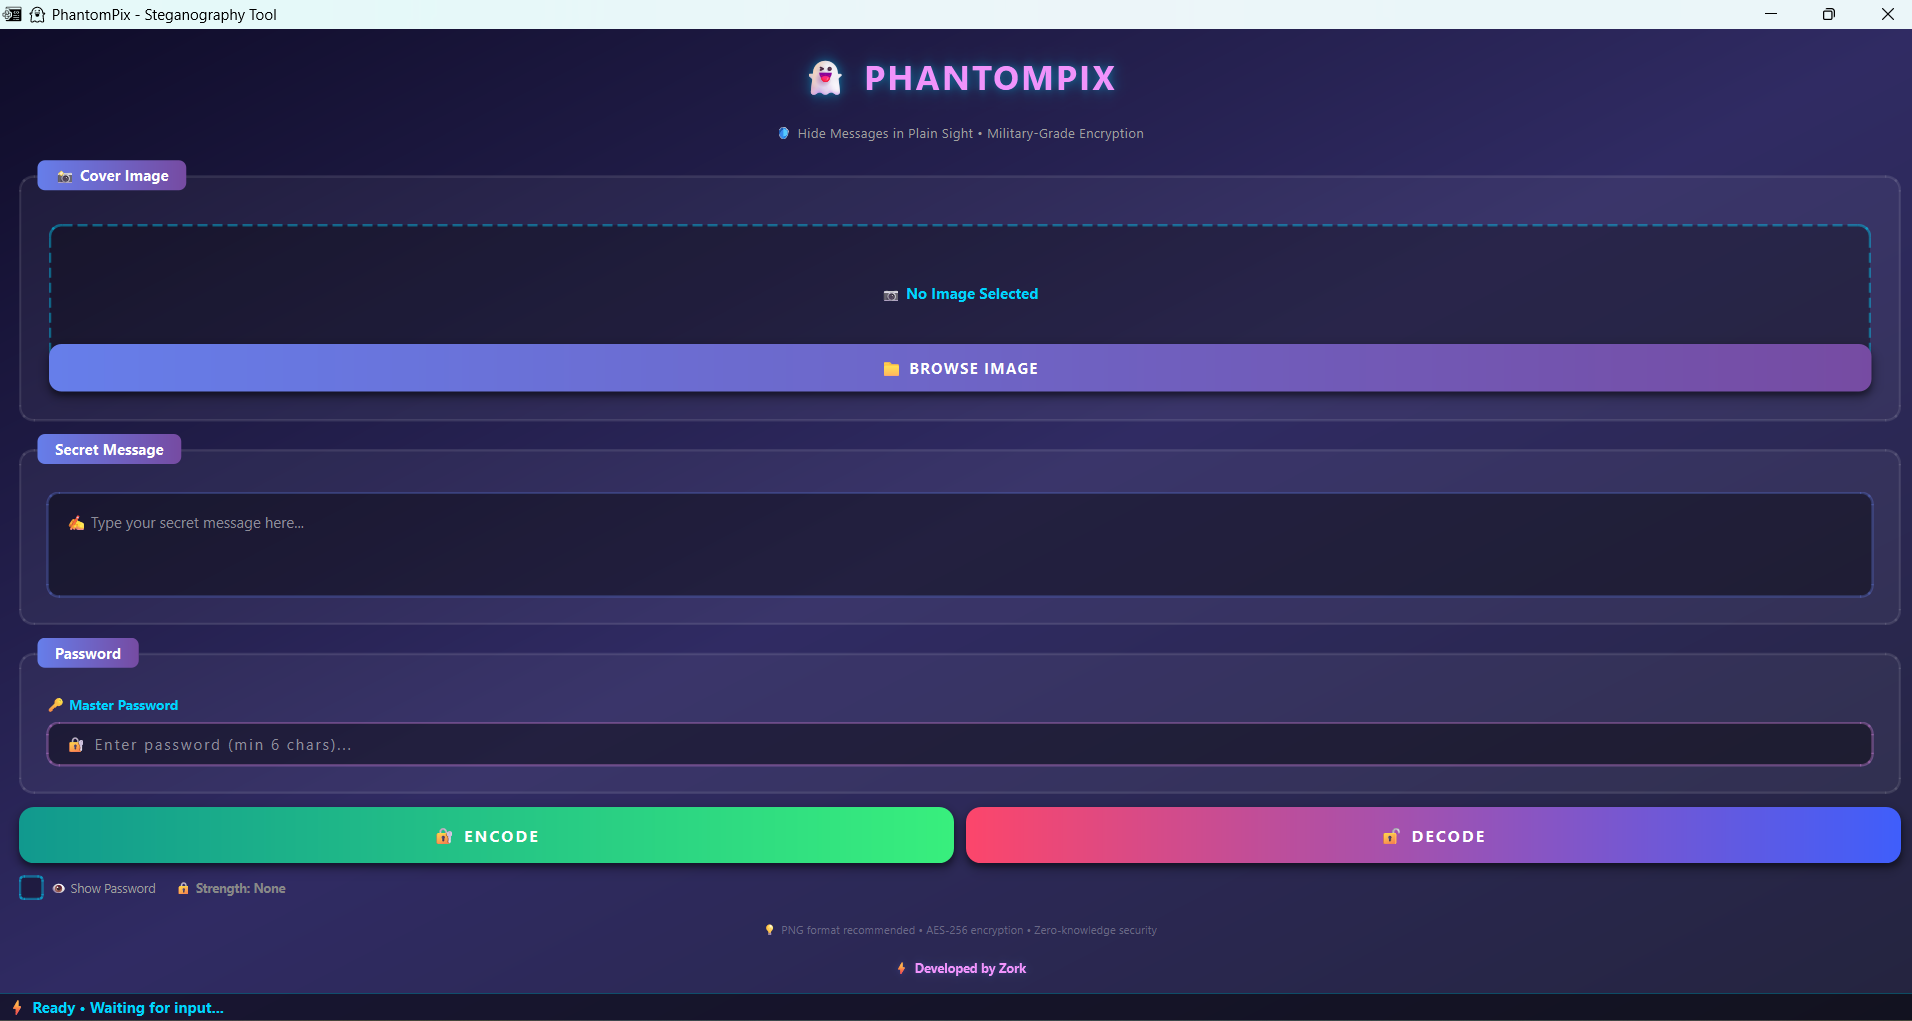 PhantomPix - Steganography Tool
PHANTOMPIX
Hide Messages in Plain Sight • Military-Grade Encryption
Cover Image
No Image Selected
BROWSE IMAGE
Secret Message
Type your secret message here...
Password
Master Password
Enter password (min 6 chars)...
ENCODE
DECODE
Show Password
Strength: None
PNG format recommended • AES-256 encryption • Zero-knowledge security
Developed by Zork
Ready • Waiting for input...